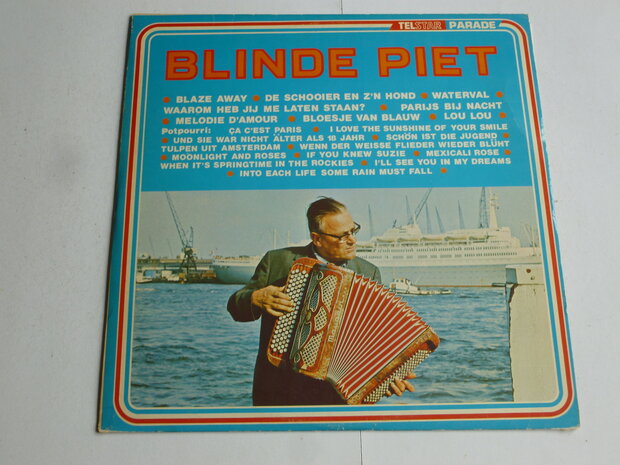 TELSTAR PARADE
BLINDE PIET
• BLAZE AWAY • DE SCHOOIER EN Z'N HOND • WATERVAL •
WAAROM HEB JIJ ME LATEN STAAN? • PARIJS BIJ NACHT
• MELODIE D'AMOUR • BLOESJE VAN BLAUW • LOU LOU •
Potpourri: ÇA C'EST PARIS • I LOVE THE SUNSHINE OF YOUR SMILE
• UND SIE WAR NICHT ÄLTER ALS 18 JAHR • SCHÖN IST DIE JUGEND •
TULPEN UIT AMSTERDAM • WENN DER WEISSE FLIEDER WIEDER BLÜHT
• MOONLIGHT AND ROSES • IF YOU KNEW SUZIE • MEXICALI ROSE •
WHEN IT'S SPRINGTIME IN THE ROCKIES • I'LL SEE YOU IN MY DREAMS
• INTO EACH LIFE SOME RAIN MUST FALL •